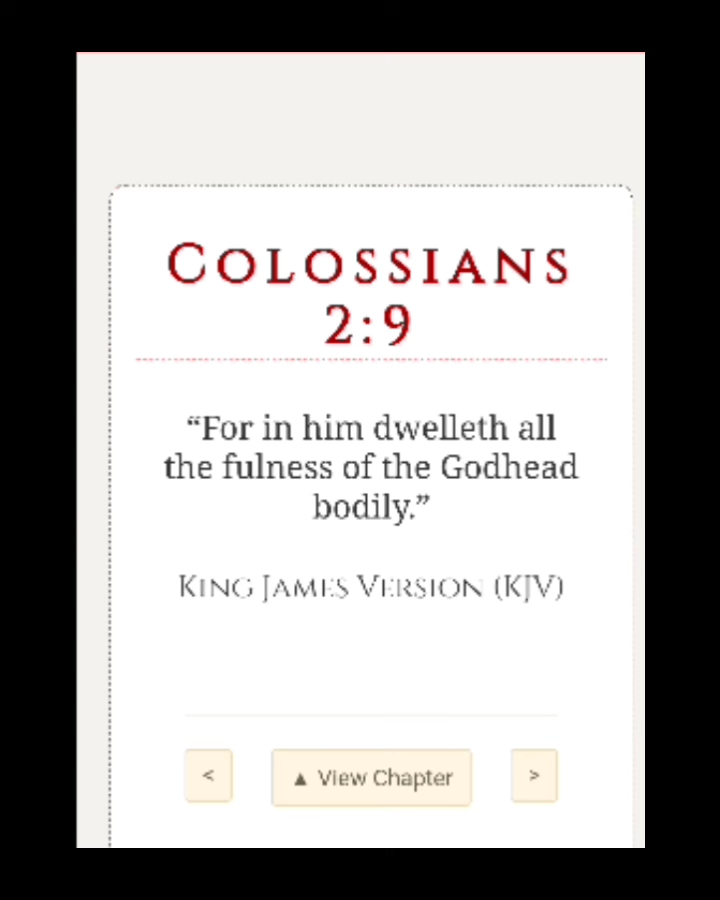 Colossians
2:9
“For in him dwelleth all
the fulness of the Godhead
bodily.”
King James Version (KJV)
< ▲ View Chapter >